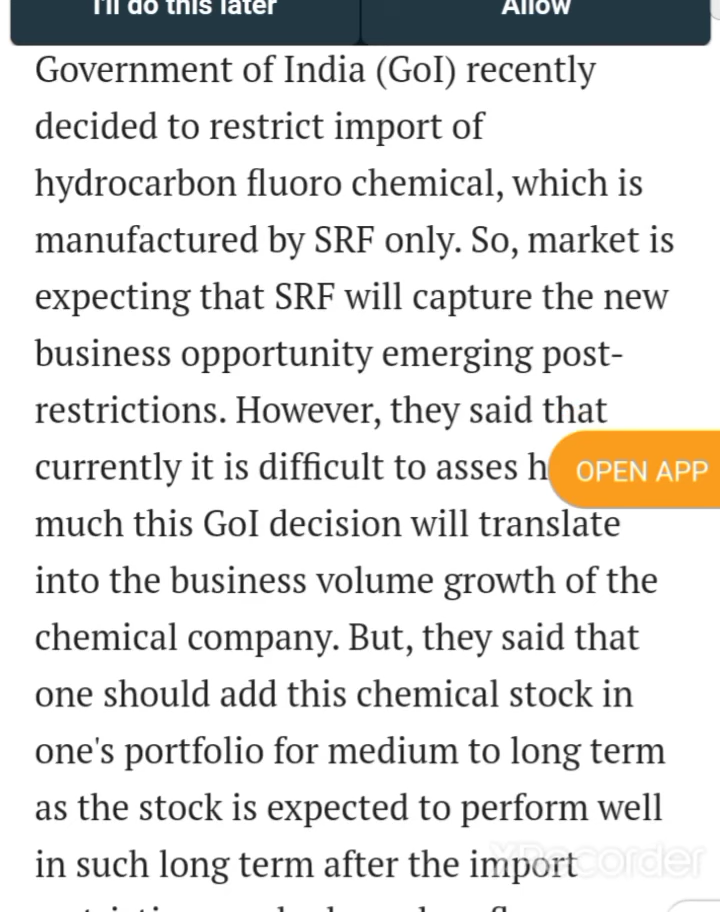 I'll do this later
Allow
Government of India (GoI) recently
decided to restrict import of
hydrocarbon fluoro chemical, which is
manufactured by SRF only. So, market is
expecting that SRF will capture the new
business opportunity emerging post-
restrictions. However, they said that
currently it is difficult to asses h
OPEN APP
much this GoI decision will translate
into the business volume growth of the
chemical company. But, they said that
one should add this chemical stock in
one's portfolio for medium to long term
as the stock is expected to perform well
in such long term after the import
XRecorder